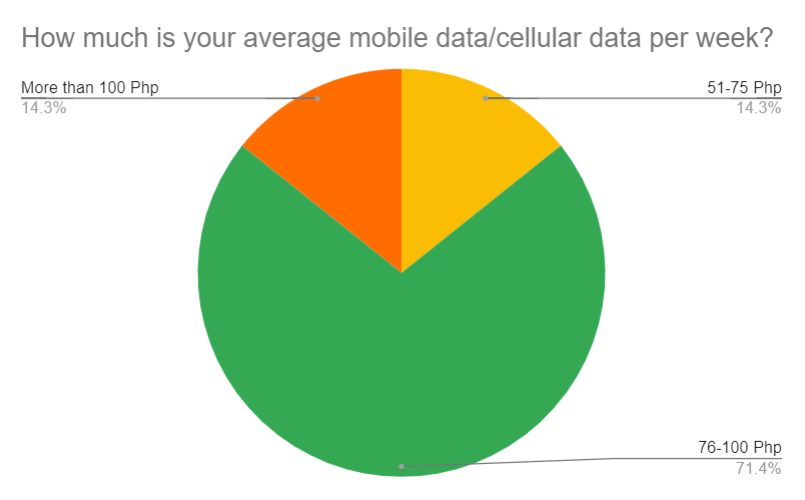 How much is your average mobile data/cellular data per week?
More than 100 Php
14.3%
51-75 Php
14.3%
76-100 Php
71.4%